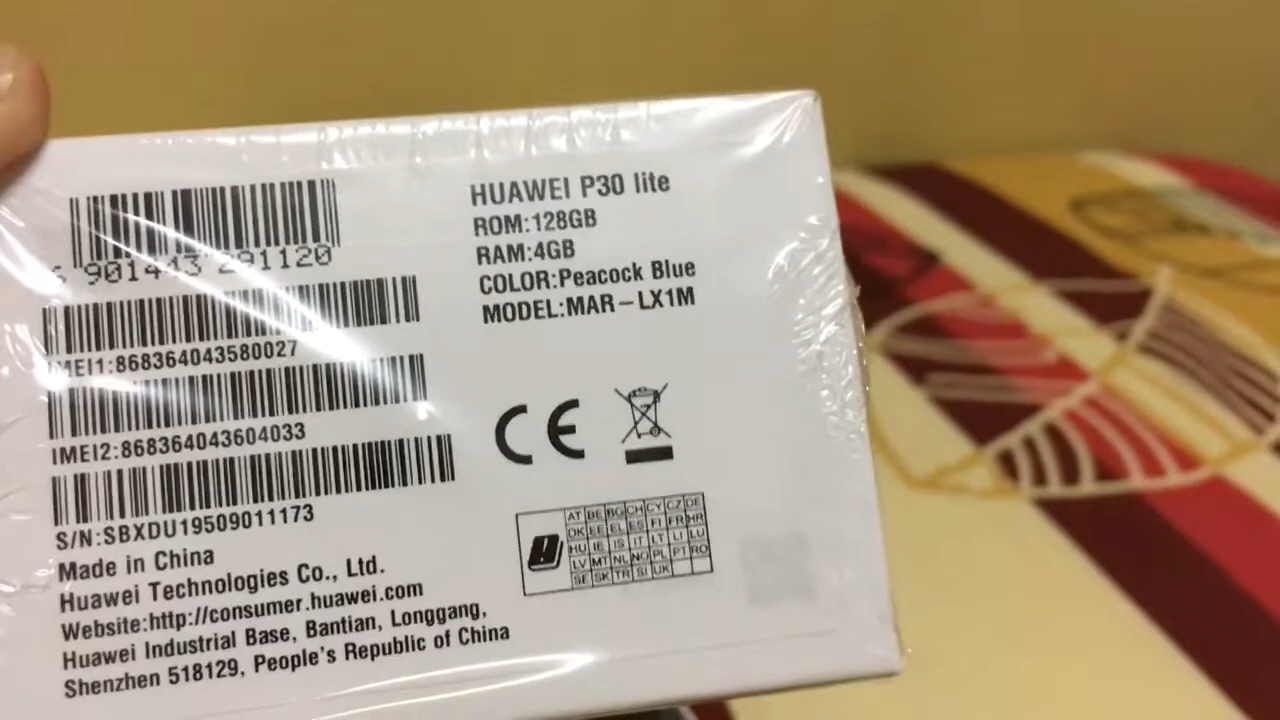 6 901443 291120
IMEI1:868364043580027
IMEI2:868364043604033
S/N:SBXDU19509011173
Made in China
Huawei Technologies Co., Ltd.
Website:http://consumer.huawei.com
Huawei Industrial Base, Bantian, Longgang,
Shenzhen 518129, People's Republic of China
HUAWEI P30 lite
ROM:128GB
RAM:4GB
COLOR:Peacock Blue
MODEL:MAR-LX1M
CE
AT BE BG CH CY CZ DE
DK EE EL ES FI FR HR
HU IE IS IT LT LI LU
LV MT NL NO PL PT RO
SE SK TR SI UK